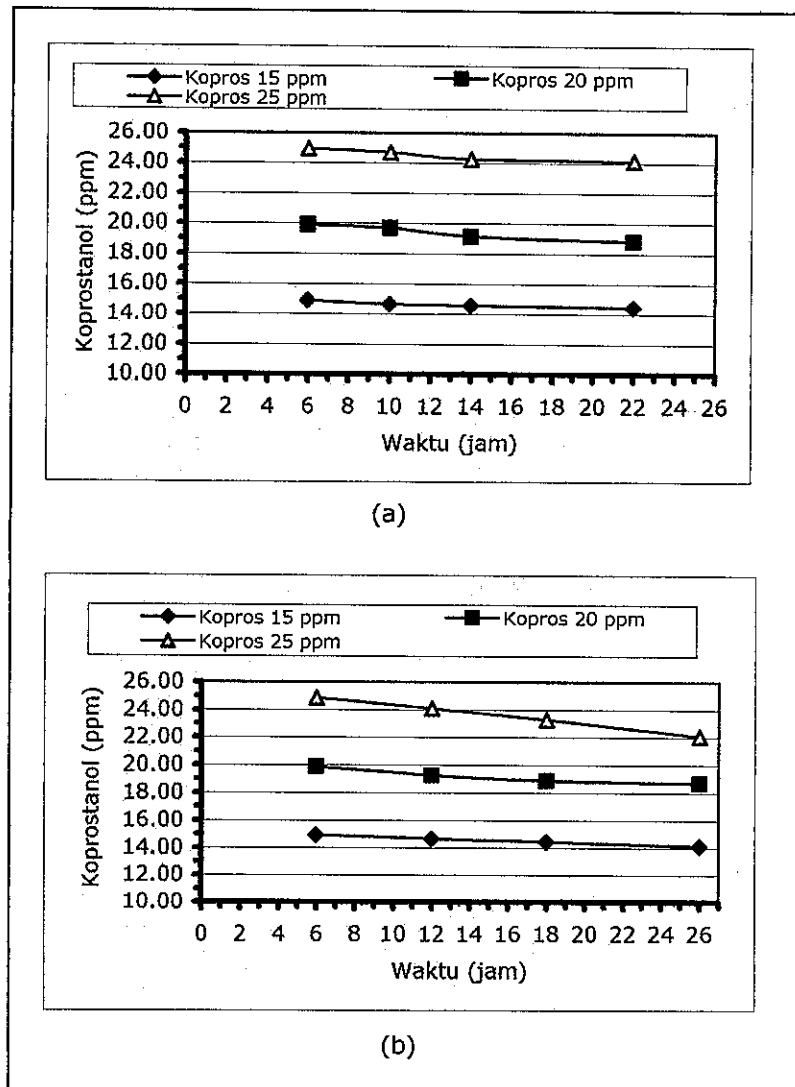 Kopros 15 ppm Kopros 20 ppm
Kopros 25 ppm
Koprostanol (ppm)
26.00
24.00
22.00
20.00
18.00
16.00
14.00
12.00
10.00
0 2 4 6 8 10 12 14 16 18 20 22 24 26
Waktu (jam)
(a)
Kopros 15 ppm Kopros 20 ppm
Kopros 25 ppm
Koprostanol (ppm)
26.00
24.00
22.00
20.00
18.00
16.00
14.00
12.00
10.00
0 2 4 6 8 10 12 14 16 18 20 22 24 26
Waktu (jam)
(b)